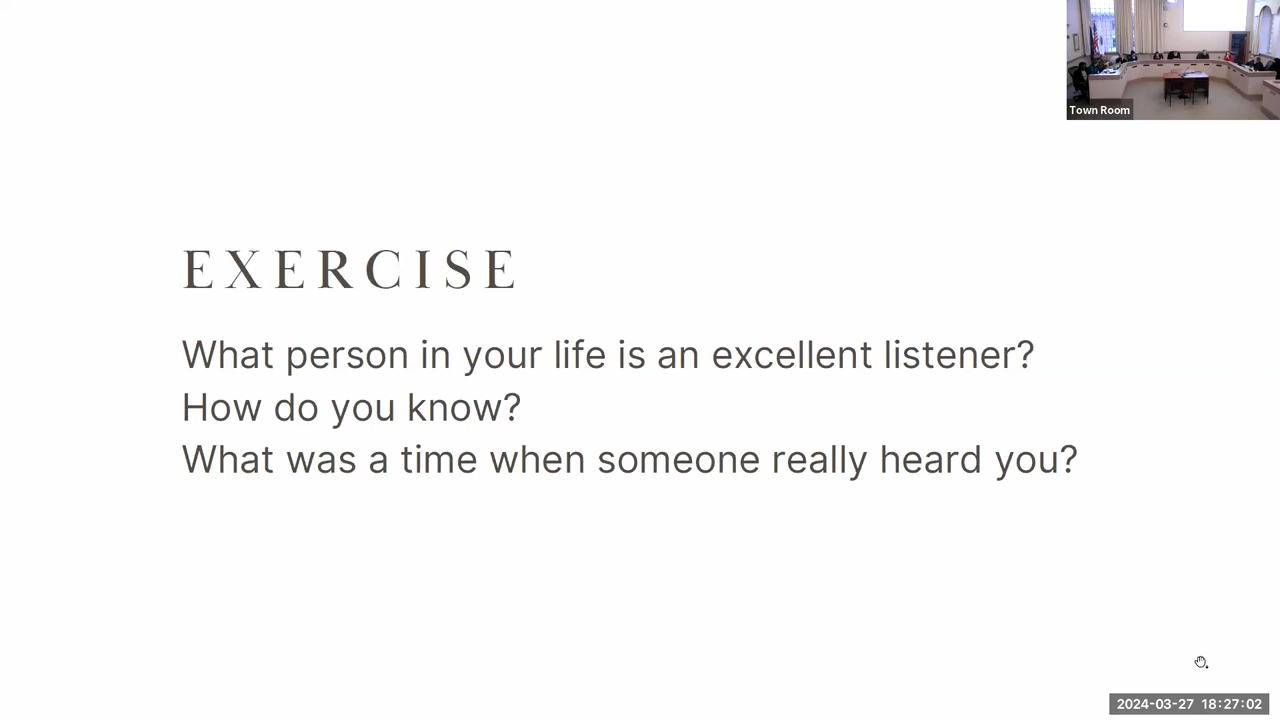 Town Room
EXERCISE
What person in your life is an excellent listener?
How do you know?
What was a time when someone really heard you?
2024-03-27 18:27:02